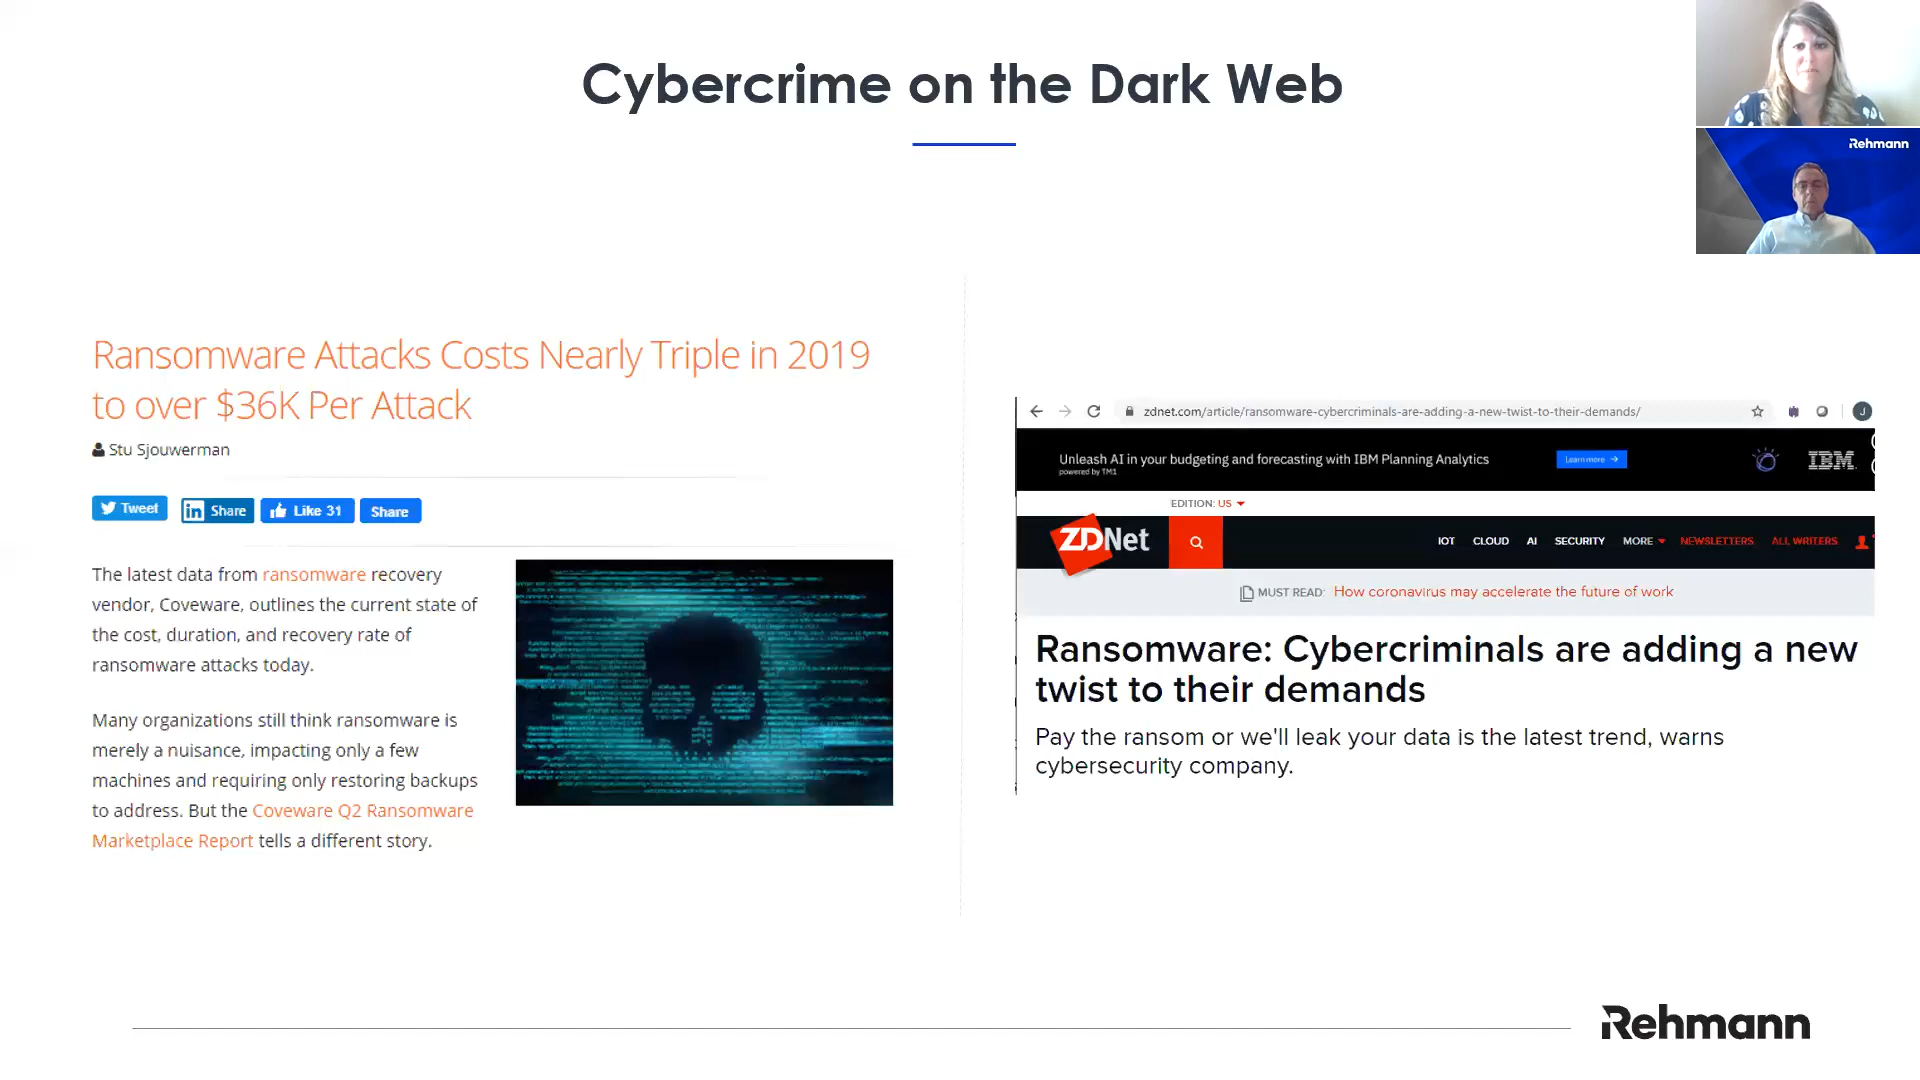 Cybercrime on the Dark Web
Rehmann
Ransomware Attacks Costs Nearly Triple in 2019
to over $36K Per Attack
Stu Sjouwerman
Tweet
in Share
Like 31
Share
The latest data from ransomware recovery
vendor, Coveware, outlines the current state of
the cost, duration, and recovery rate of
ransomware attacks today.
Many organizations still think ransomware is
merely a nuisance, impacting only a few
machines and requiring only restoring backups
to address. But the Coveware Q2 Ransomware
Marketplace Report tells a different story.
zdnet.com/article/ransomware-cybercriminals-are-adding-a-new-twist-to-their-demands/
J
Unleash AI in your budgeting and forecasting with IBM Planning Analytics
powered by TM1
Learn more →
IBM
EDITION: US
ZDNet
IOT CLOUD AI SECURITY MORE NEWSLETTERS ALL WRITERS
MUST READ: How coronavirus may accelerate the future of work
Ransomware: Cybercriminals are adding a new
twist to their demands
Pay the ransom or we'll leak your data is the latest trend, warns
cybersecurity company.
Rehmann